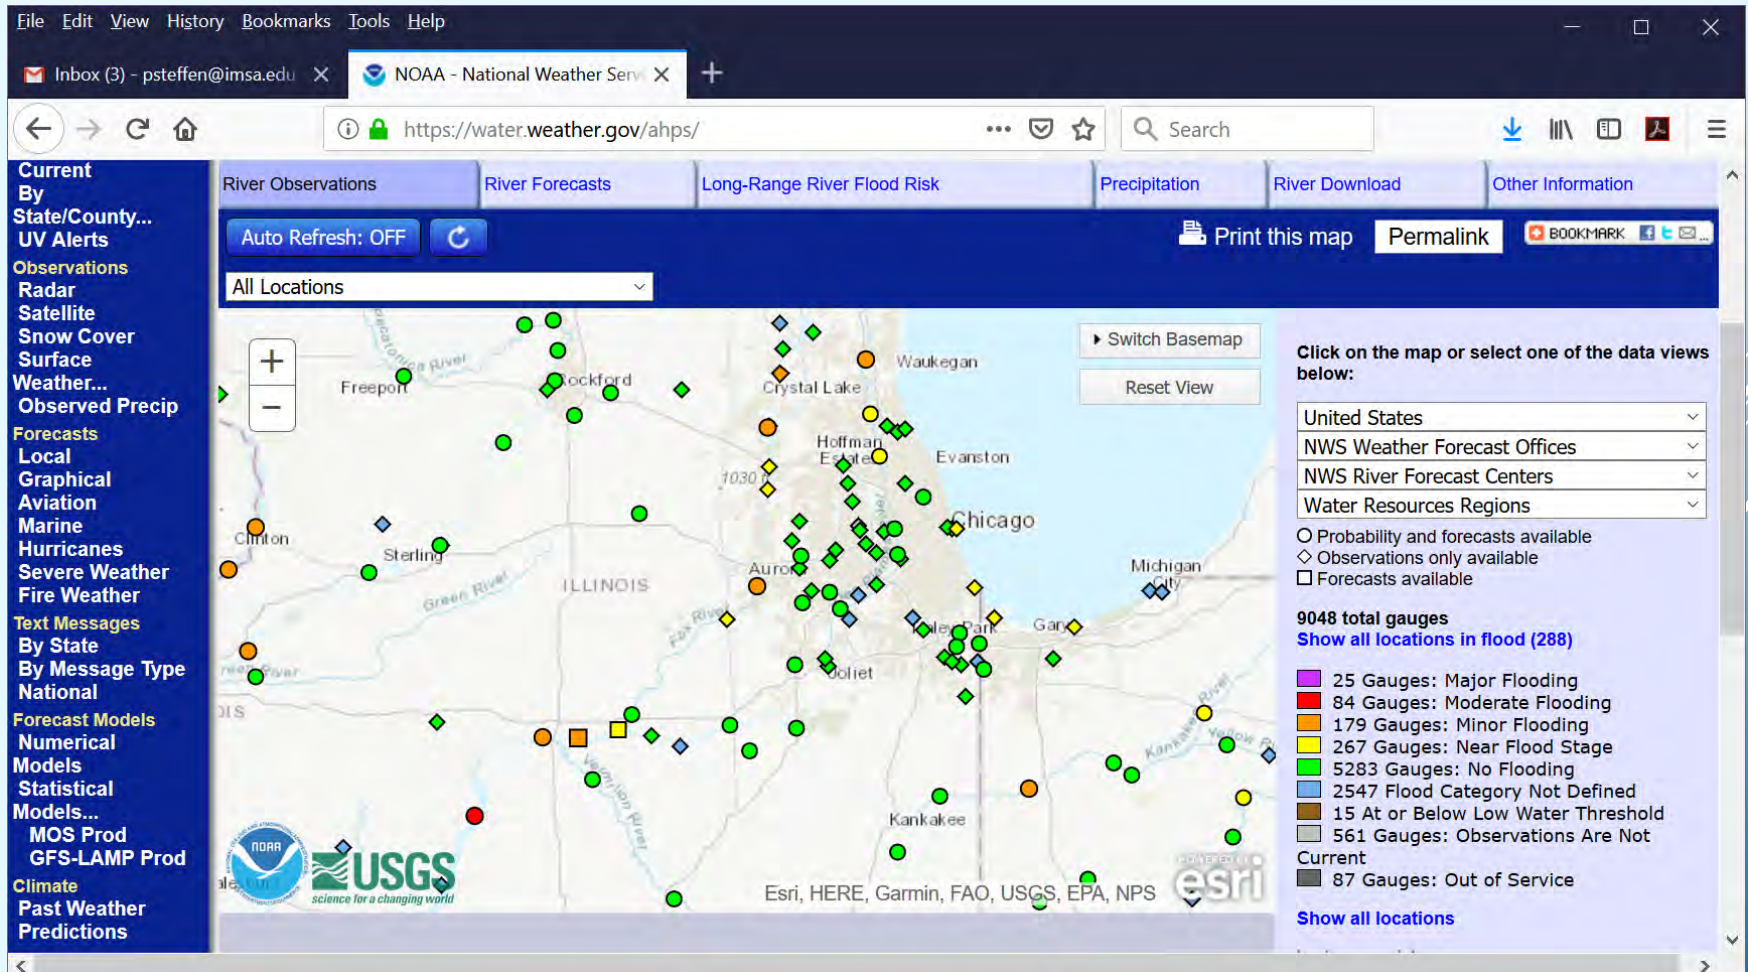 File Edit View History Bookmarks Tools Help
Inbox (3) - psteffen@imsa.edu
NOAA - National Weather Serv
https://water.weather.gov/ahps/
Search
Current
By
State/County...
UV Alerts
Observations
Radar
Satellite
Snow Cover
Surface
Weather...
Observed Precip
Forecasts
Local
Graphical
Aviation
Marine
Hurricanes
Severe Weather
Fire Weather
Text Messages
By State
By Message Type
National
Forecast Models
Numerical
Models
Statistical
Models...
MOS Prod
GFS-LAMP Prod
Climate
Past Weather
Predictions
River Observations
River Forecasts
Long-Range River Flood Risk
Precipitation
River Download
Other Information
Auto Refresh: OFF
Print this map
Permalink
BOOKMARK
All Locations
+
−
Switch Basemap
Reset View
Waukegan
Freeport
Rockford
Crystal Lake
Hoffman
Estates
Evanston
1030 ft
Chicago
Clinton
Sterling
Aurora
Michigan
City
ILLINOIS
Green River
Fox River
Gary
Joliet
Kankakee
Yellow
Vermilion River
Kankakee
NOAA
USGS
science for a changing world
Esri, HERE, Garmin, FAO, USGS, EPA, NPS
POWERED BY
esri
Click on the map or select one of the data views
below:
United States
NWS Weather Forecast Offices
NWS River Forecast Centers
Water Resources Regions
Probability and forecasts available
Observations only available
Forecasts available
9048 total gauges
Show all locations in flood (288)
25 Gauges: Major Flooding
84 Gauges: Moderate Flooding
179 Gauges: Minor Flooding
267 Gauges: Near Flood Stage
5283 Gauges: No Flooding
2547 Flood Category Not Defined
15 At or Below Low Water Threshold
561 Gauges: Observations Are Not
Current
87 Gauges: Out of Service
Show all locations